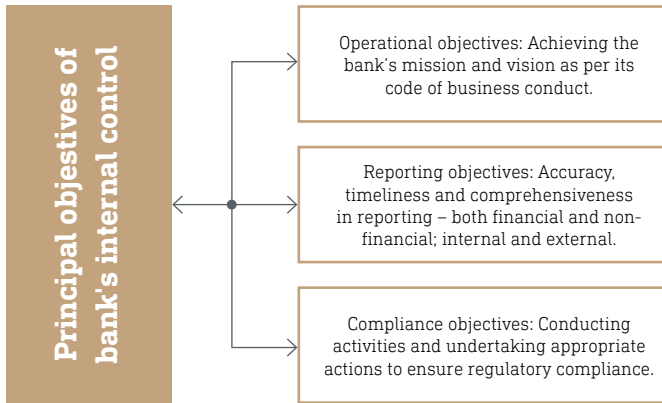 Principal objestives of
bank's internal control
Operational objectives: Achieving the
bank's mission and vision as per its
code of business conduct.
Reporting objectives: Accuracy,
timeliness and comprehensiveness
in reporting – both financial and non-
financial; internal and external.
Compliance objectives: Conducting
activities and undertaking appropriate
actions to ensure regulatory compliance.